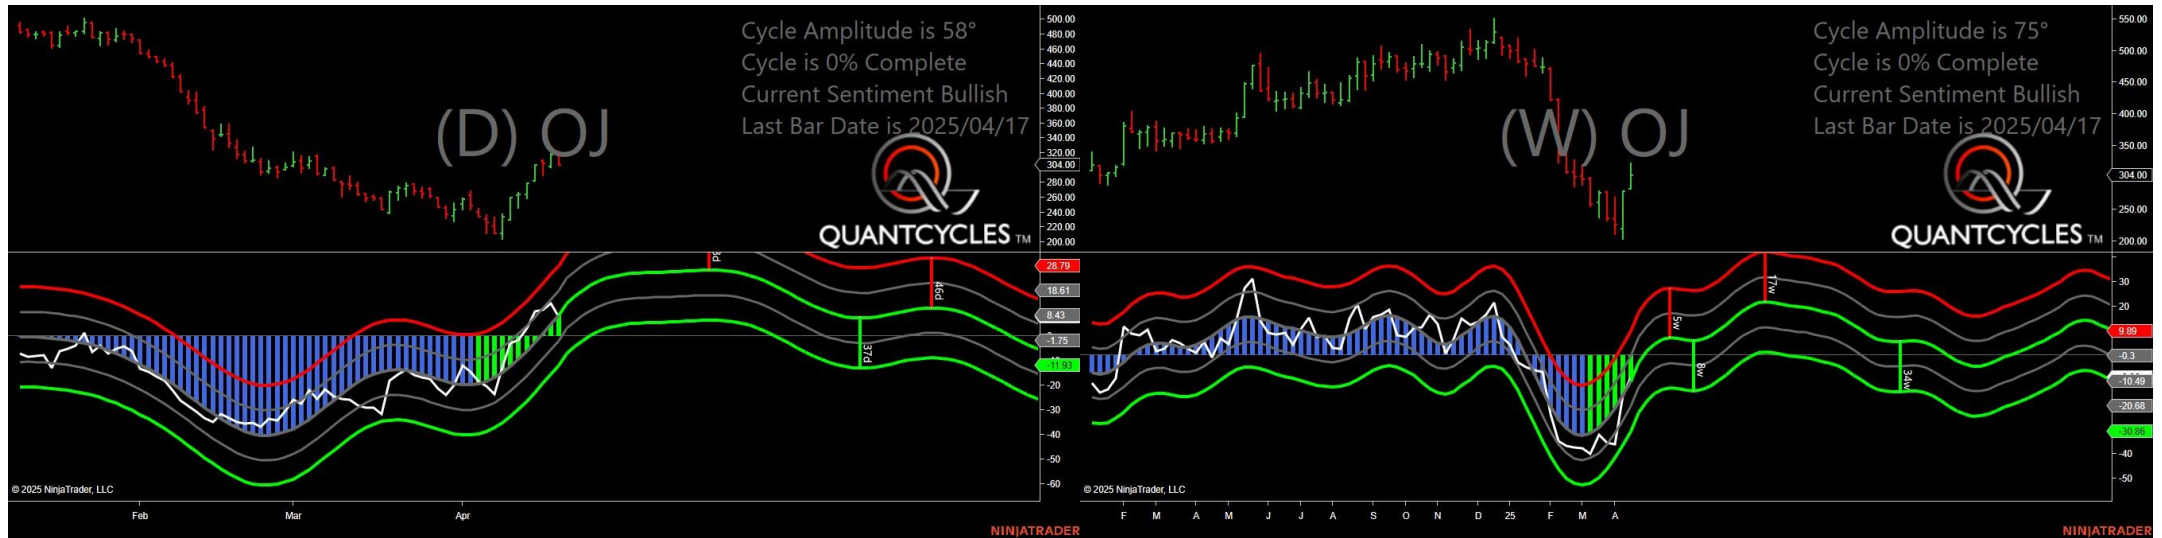 Cycle Amplitude is 58°
Cycle is 0% Complete
Current Sentiment Bullish
Last Bar Date is 2025/04/17
(D) OJ
QUANTCYCLES TM
500.00
480.00
460.00
440.00
420.00
400.00
380.00
360.00
340.00
320.00
304.00
280.00
260.00
240.00
220.00
200.00
28.79
18.61
8.43
-1.75
-11.93
-20
-30
-40
-50
-60
46d
37d
© 2025 NinjaTrader, LLC
Feb Mar Apr
NINJATRADER
Cycle Amplitude is 75°
Cycle is 0% Complete
Current Sentiment Bullish
Last Bar Date is 2025/04/17
(W) OJ
QUANTCYCLES TM
550.00
500.00
450.00
400.00
350.00
304.00
250.00
200.00
30
20
9.89
-0.3
-10.49
-20.68
-30.86
-40
-50
5w
8w
17w
34w
© 2025 NinjaTrader, LLC
F M A M J J A S O N D 25 F M A
NINJATRADER